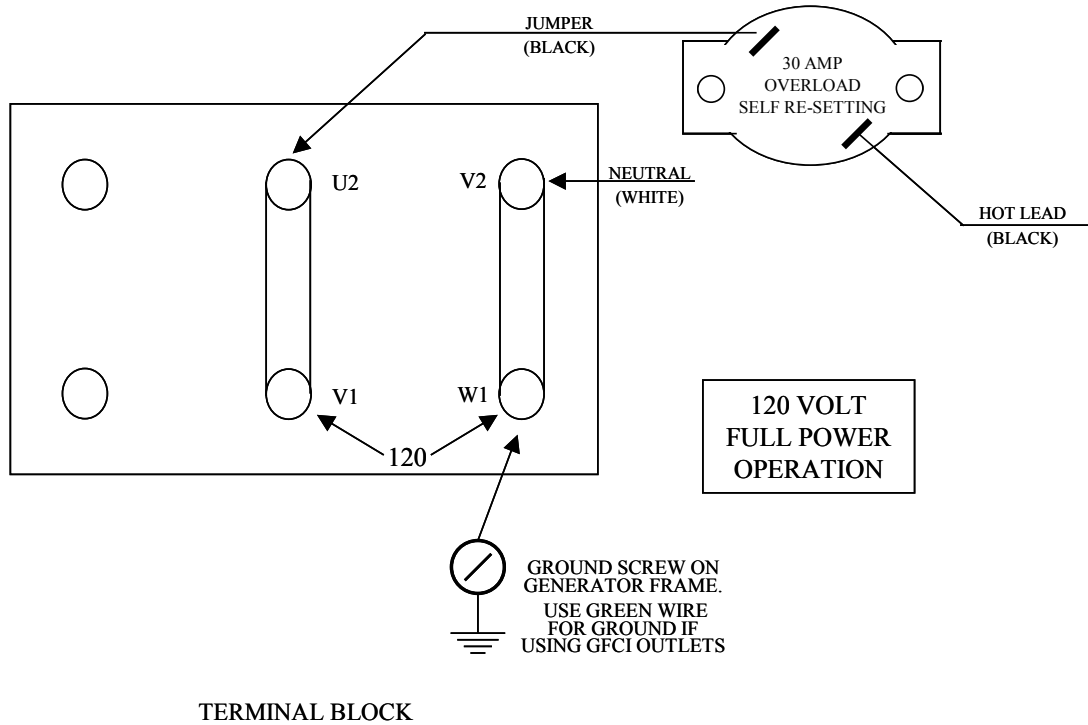 JUMPER
(BLACK)
30 AMP
OVERLOAD
SELF RE-SETTING
U2
V2
NEUTRAL
(WHITE)
HOT LEAD
(BLACK)
V1
W1
120
120 VOLT
FULL POWER
OPERATION
GROUND SCREW ON
GENERATOR FRAME.
USE GREEN WIRE
FOR GROUND IF
USING GFCI OUTLETS
TERMINAL BLOCK